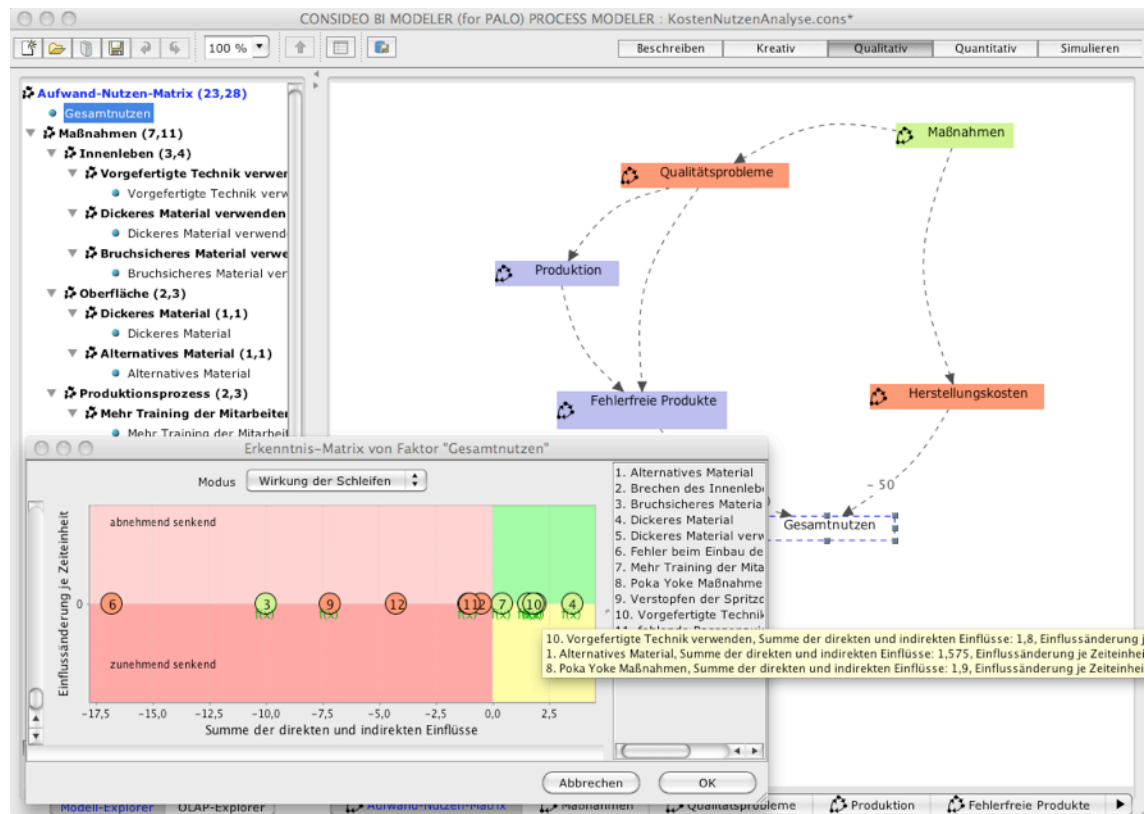 CONSIDEO BI MODELER (for PALO) PROCESS MODELER : KostenNutzenAnalyse.cons*
100 %
Beschreiben
Kreativ
Qualitativ
Quantitativ
Simulieren
Aufwand-Nutzen-Matrix (23,28)
Gesamtnutzen
Maßnahmen (7,11)
Innenleben (3,4)
Vorgefertigte Technik verwer
Vorgefertigte Technik verw
Dickeres Material verwenden
Dickeres Material verwend
Bruchsicheres Material verwe
Bruchsicheres Material ver
Oberfläche (2,3)
Dickeres Material (1,1)
Dickeres Material
Alternatives Material (1,1)
Alternatives Material
Produktionsprozess (2,3)
Mehr Training der Mitarbeiter
Mehr Training der Mitarbeit
Maßnahmen
Qualitätsprobleme
Produktion
Fehlerfreie Produkte
Herstellungskosten
- 50
Gesamtnutzen
Erkenntnis-Matrix von Faktor "Gesamtnutzen"
Modus
Wirkung der Schleifen
Einflussänderung je Zeiteinheit
abnehmend senkend
0
6
3
9
12
11
2
7
10
4
f(x)
f(x)
f(x)
f(x)
f(x)
zunehmend senkend
-17,5
-15,0
-12,5
-10,0
-7,5
-5,0
-2,5
0,0
2,5
Summe der direkten und indirekten Einflüsse
1. Alternatives Material
2. Brechen des Innenleb
3. Bruchsicheres Materia
4. Dickeres Material
5. Dickeres Material verw
6. Fehler beim Einbau de
7. Mehr Training der Mita
8. Poka Yoke Maßnahme
9. Verstopfen der Spritzd
10. Vorgefertigte Technik
10. Vorgefertigte Technik verwenden, Summe der direkten und indirekten Einflüsse: 1,8, Einflussänderung j
1. Alternatives Material, Summe der direkten und indirekten Einflüsse: 1,575, Einflussänderung je Zeiteinhei
8. Poka Yoke Maßnahmen, Summe der direkten und indirekten Einflüsse: 1,9, Einflussänderung je Zeiteinhei
Abbrechen
OK
Modell-Explorer
OLAP-Explorer
Aufwand-Nutzen-Matrix
Maßnahmen
Qualitätsprobleme
Produktion
Fehlerfreie Produkte